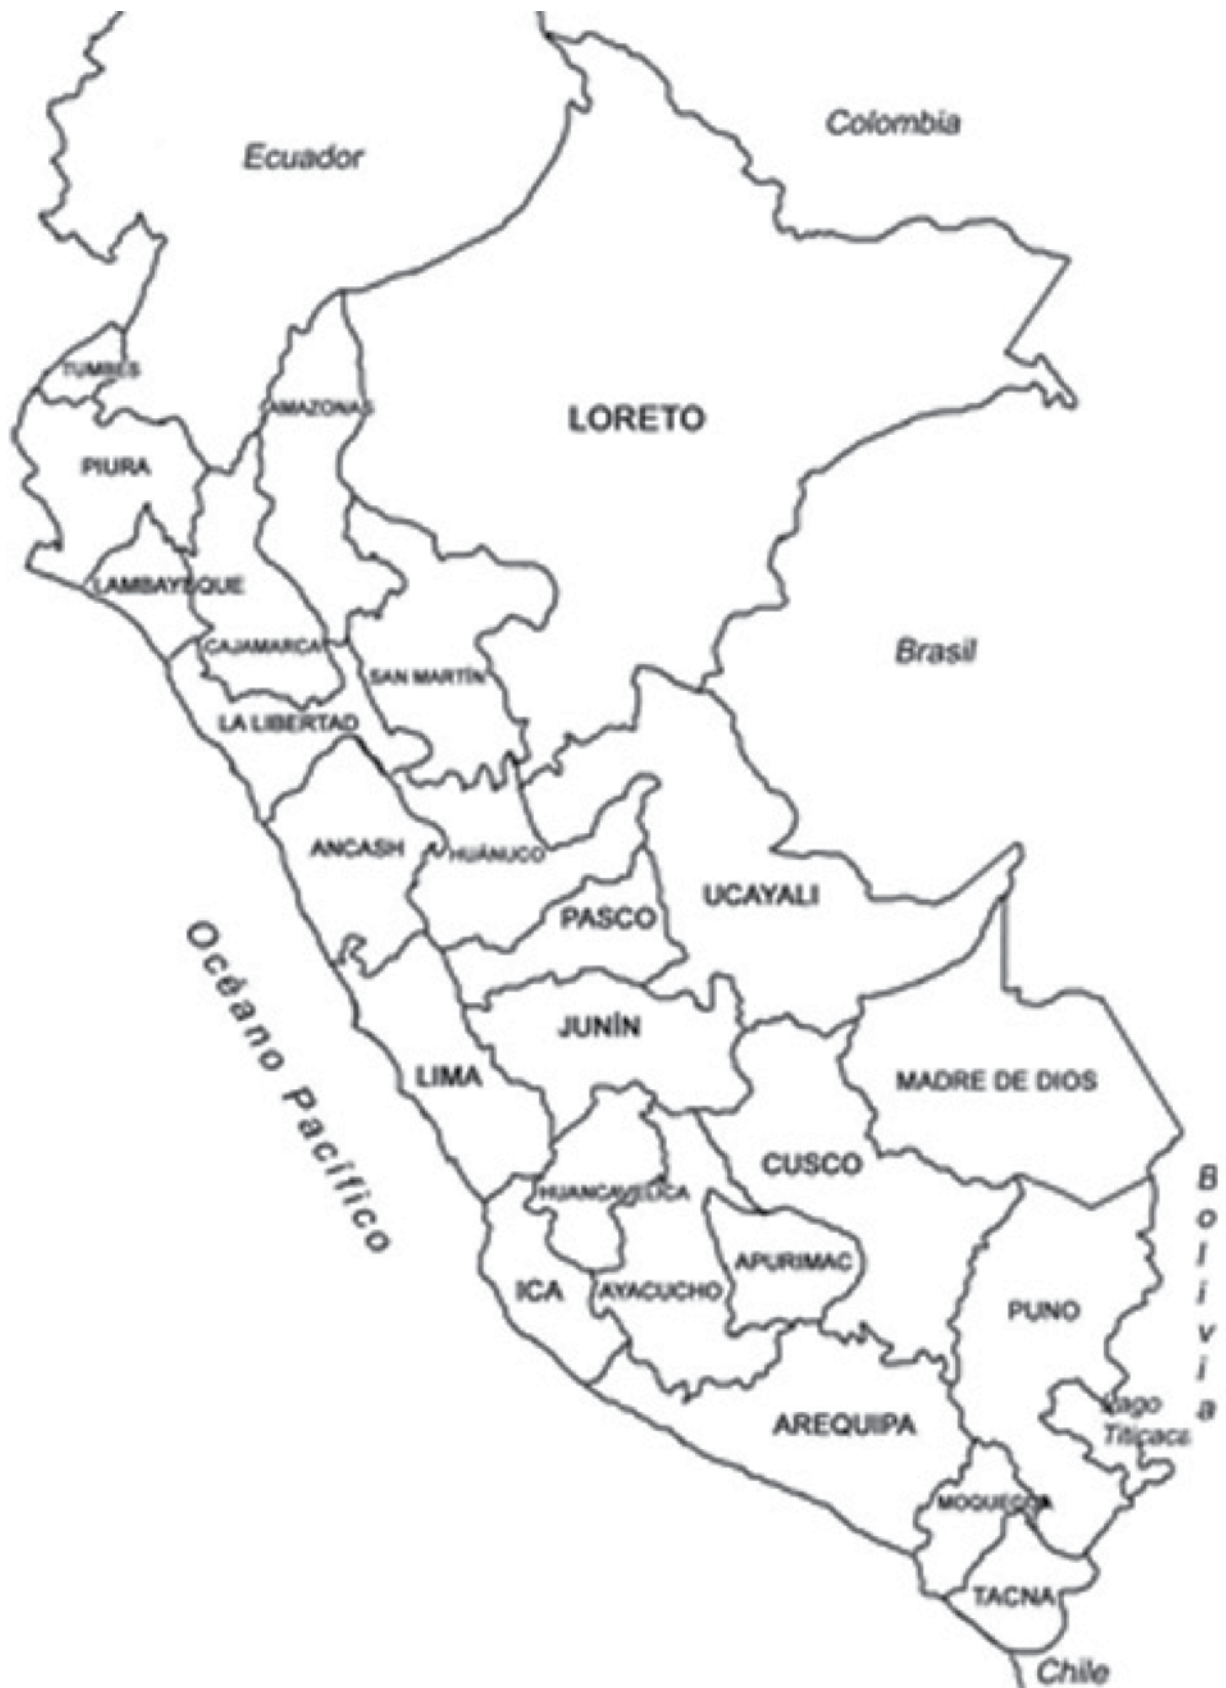 Colombia
Ecuador
TUMBES
AMAZONAS
LORETO
PIURA
LAMBAYEQUE
CAJAMARCA
Brasil
SAN MARTÍN
LA LIBERTAD
ANCASH
HUÁNUCO
UCAYALI
PASCO
Océano Pacífico
JUNÍN
LIMA
MADRE DE DIOS
CUSCO
HUANCAVELICA
Bolivia
APURIMAC
ICA
AYACUCHO
PUNO
Lago
Titicaca
AREQUIPA
MOQUEGUA
TACNA
Chile